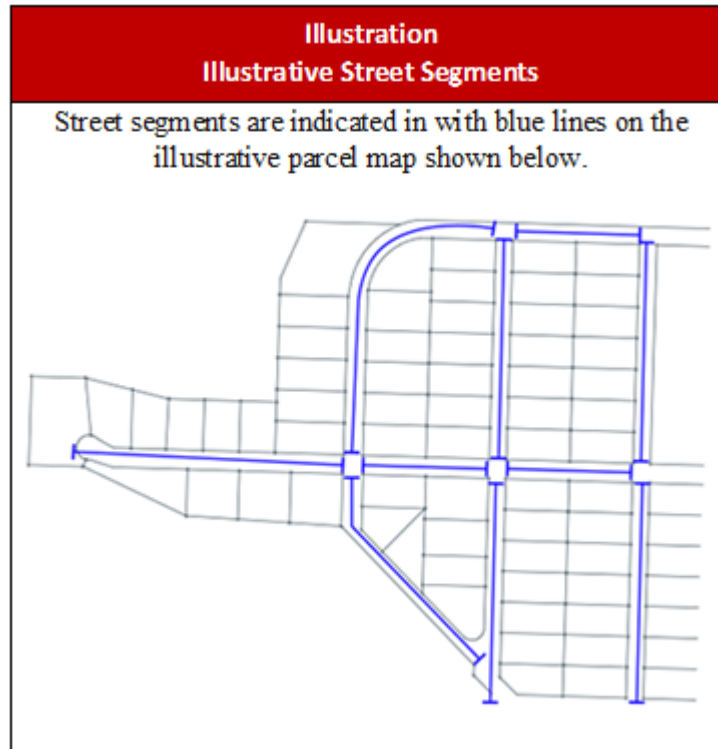 Illustration
Illustrative Street Segments
Street segments are indicated in with blue lines on the
illustrative parcel map shown below.